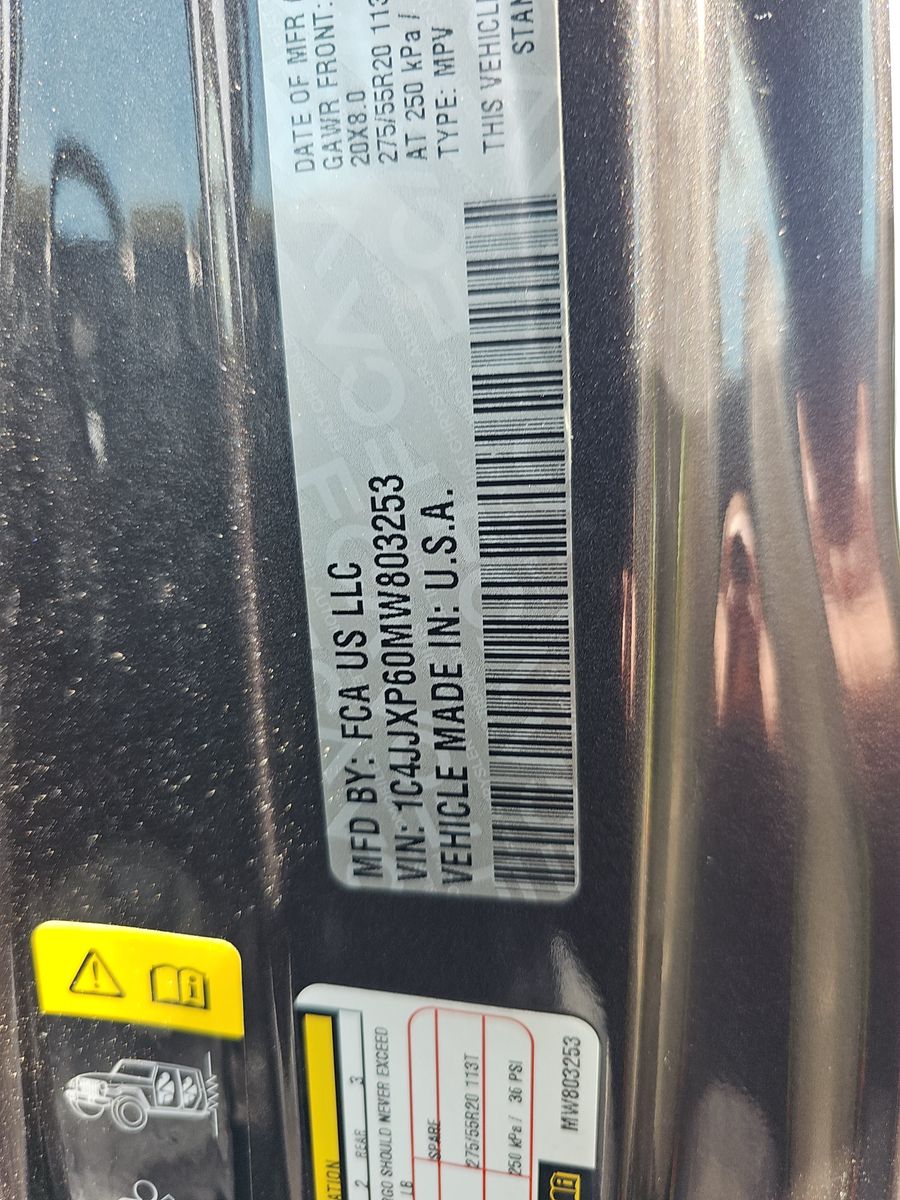 MFD BY: FCA US LLC
VIN: 1C4JJXP60MW803253
VEHICLE MADE IN: U.S.A.
DATE OF MFR
GAWR FRONT:
20X8.0
275/55R20 113
AT 250 kPa /
TYPE: MPV
THIS VEHICL
STAN
ATION
2 REAR 3
RGO SHOULD NEVER EXCEED
LB
SPARE
275/55R20 113T
250 kPa / 36 PSI
MW803253